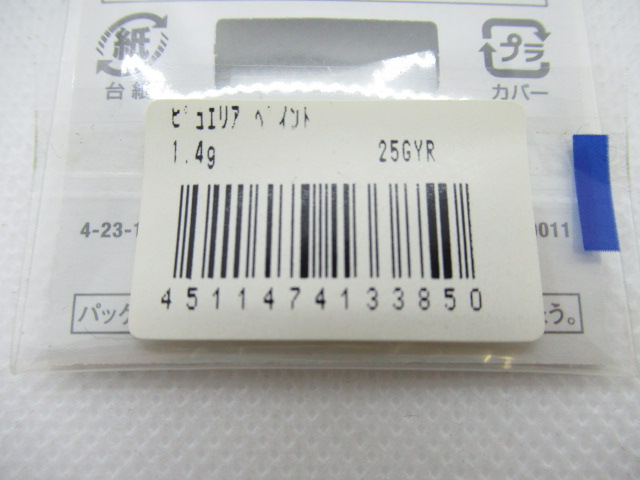 紙
台紙
プラ
カバー
ピュエリア ペイント
1.4g 25GYR
4-23-1
0011
4511474133850
パッケ
う。